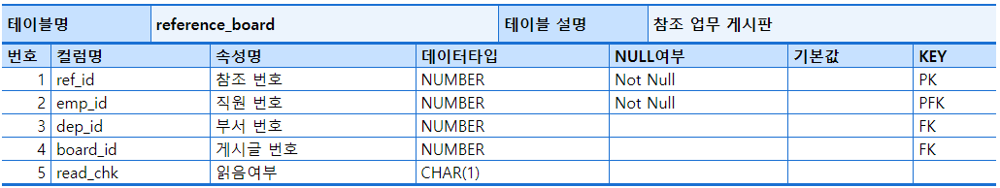 테이블명 reference_board 테이블 설명 참조 업무 게시판
번호 컬럼명 속성명 데이터타입 NULL여부 기본값 KEY
1 ref_id 참조 번호 NUMBER Not Null PK
2 emp_id 직원 번호 NUMBER Not Null PFK
3 dep_id 부서 번호 NUMBER FK
4 board_id 게시글 번호 NUMBER FK
5 read_chk 읽음여부 CHAR(1)